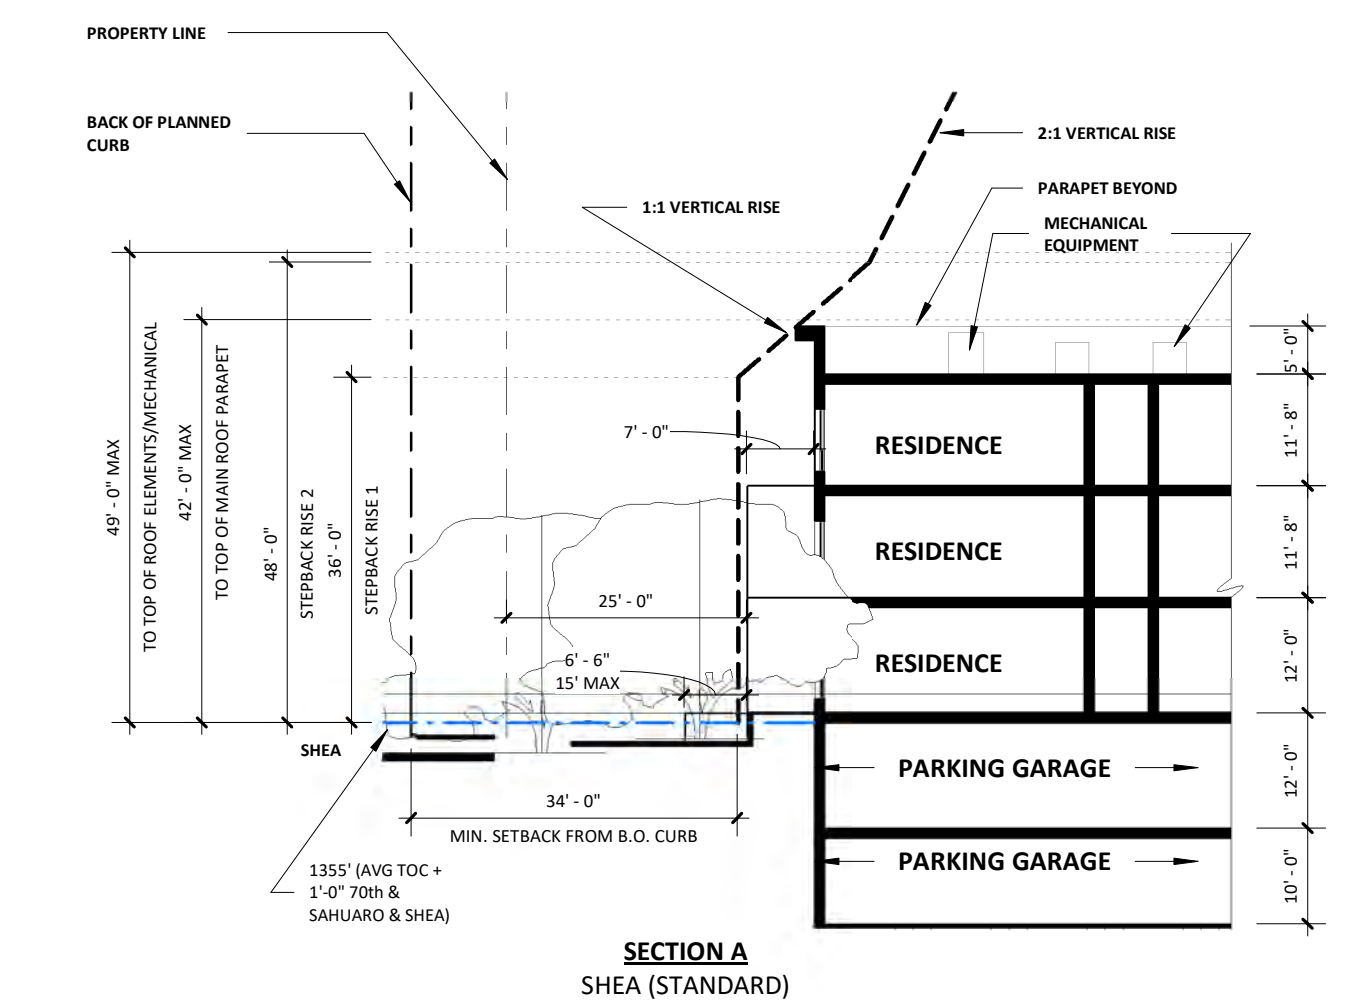 PROPERTY LINE
BACK OF PLANNED
CURB
2:1 VERTICAL RISE
PARAPET BEYOND
1:1 VERTICAL RISE
MECHANICAL
EQUIPMENT
49' - 0" MAX
TO TOP OF ROOF ELEMENTS/MECHANICAL
42' - 0" MAX
TO TOP OF MAIN ROOF PARAPET
48' - 0"
STEPBACK RISE 2
36' - 0"
STEPBACK RISE 1
5' - 0"
7' - 0"
RESIDENCE
11' - 8"
RESIDENCE
11' - 8"
25' - 0"
6' - 6"
15' MAX
RESIDENCE
12' - 0"
SHEA
PARKING GARAGE
12' - 0"
34' - 0"
MIN. SETBACK FROM B.O. CURB
PARKING GARAGE
10' - 0"
1355' (AVG TOC +
1'-0" 70th &
SAHUARO & SHEA)
SECTION A
SHEA (STANDARD)